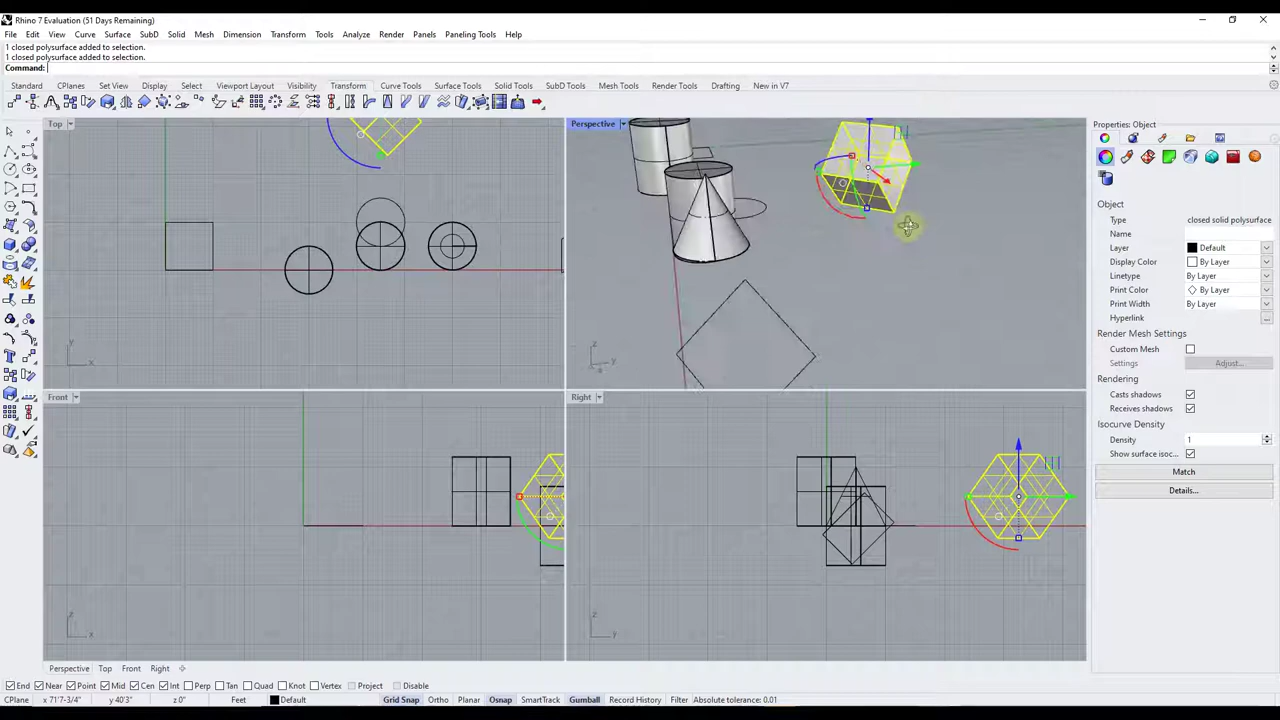 Rhino 7 Evaluation (51 Days Remaining)
File Edit View Curve Surface SubD Solid Mesh Dimension Transform Tools Analyze Render Panels Paneling Tools Help
1 closed polysurface added to selection.
1 closed polysurface added to selection.
Command:
Standard CPlanes Set View Display Select Viewport Layout Visibility Transform Curve Tools Surface Tools Solid Tools SubD Tools Mesh Tools Render Tools Drafting New in V7
Top
Perspective
Properties: Object
Object
Type closed solid polysurface
Name
Layer Default
Display Color By Layer
Linetype By Layer
Print Color By Layer
Print Width By Layer
Hyperlink ...
Render Mesh Settings
Custom Mesh
Settings Adjust...
Rendering
Casts shadows
Receives shadows
Isocurve Density
Density 1
Show surface isoc...
Match
Details...
y
x
z
y
x
Front
Right
z
x
z
y
Perspective Top Front Right
End Near Point Mid Cen Int Perp Tan Quad Knot Vertex Project Disable
CPlane x 71'7-3/4" y 40'3" z 0" Feet Default Grid Snap Ortho Planar Osnap SmartTrack Gumball Record History Filter Absolute tolerance: 0.01